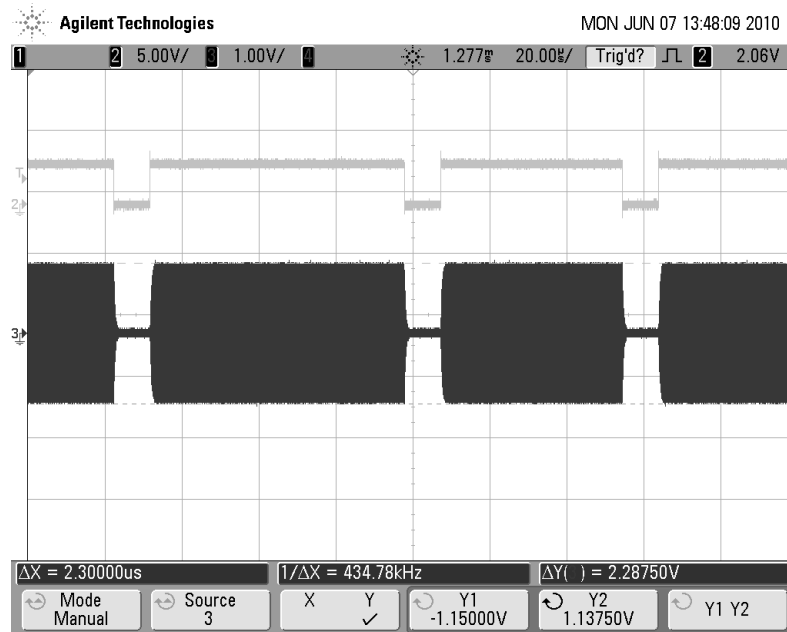 Agilent Technologies MON JUN 07 13:48:09 2010
1 2 5.00V/ 3 1.00V/ 4 1.277ms 20.00us/ Trig'd? 2 2.06V
T
2
3
ΔX = 2.30000us 1/ΔX = 434.78kHz ΔY( ) = 2.28750V
Mode Source X Y Y1 Y2 Y1 Y2
Manual 3 ✓ -1.15000V 1.13750V